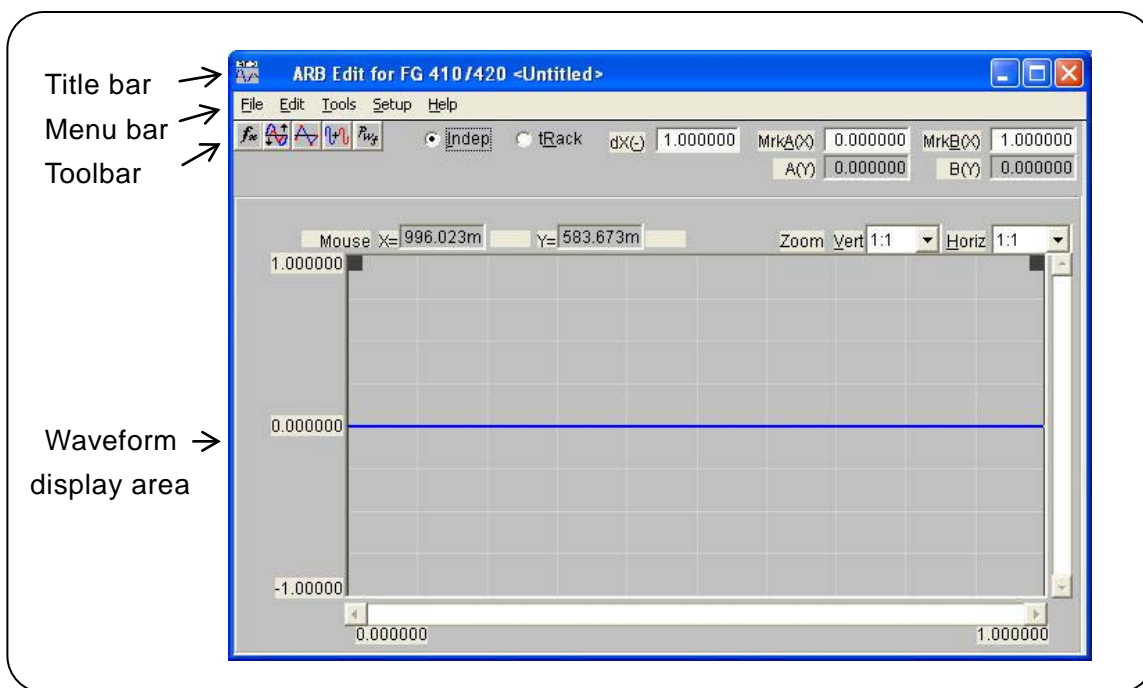 Title bar
ARB Edit for FG 410/420 <Untitled>
Menu bar
File Edit Tools Setup Help
Toolbar
Indep tRack dX(-) 1.000000 MrkA(X) 0.000000 MrkB(X) 1.000000
A(Y) 0.000000 B(Y) 0.000000
Mouse X= 996.023m Y= 583.673m Zoom Vert 1:1 Horiz 1:1
1.000000
0.000000
Waveform
display area
-1.00000
0.000000 1.000000